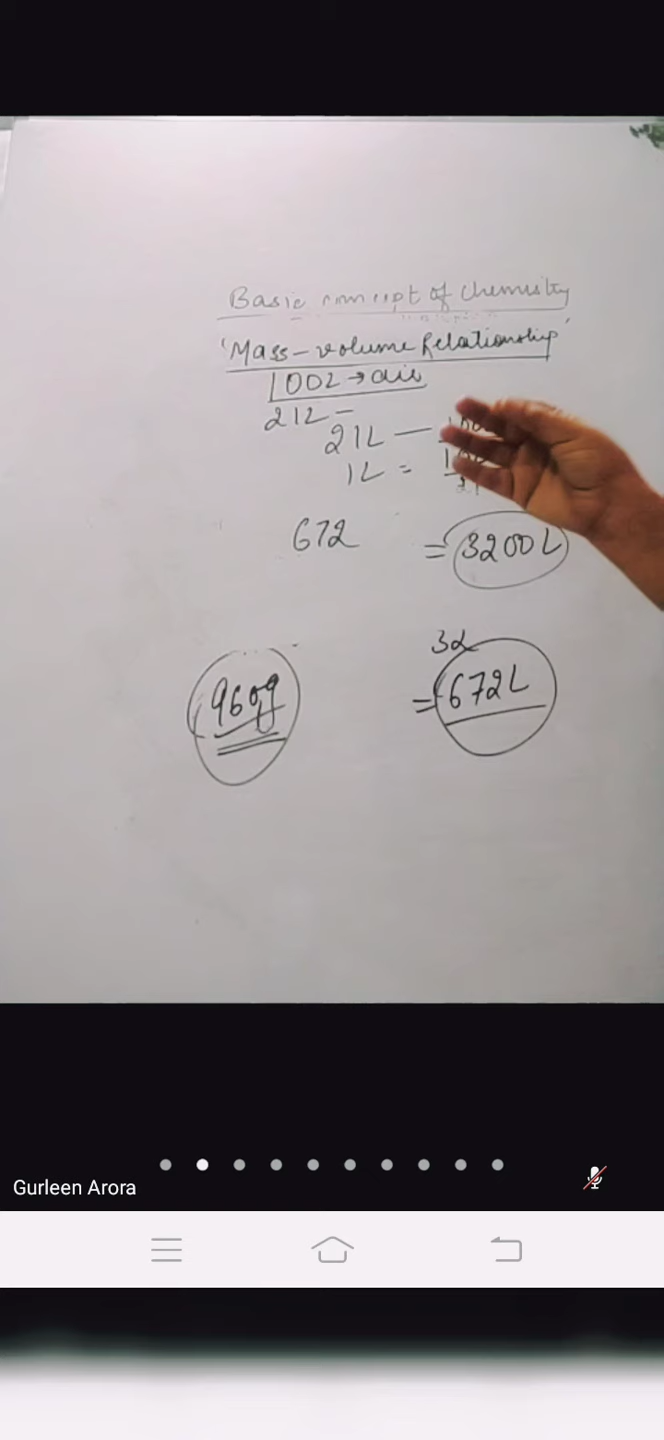 Basic concept of Chemistry
'Mass-volume Relationship'
100L → air
21L –
21L —
1L =
672 = 3200L
32
960g = 672L
Gurleen Arora